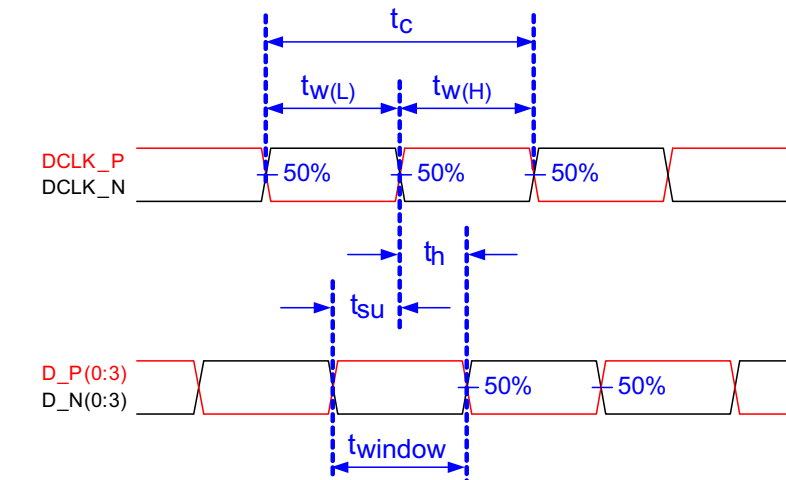 tc
tw(L) tw(H)
DCLK_P
DCLK_N
50% 50% 50%
th
tsu
D_P(0:3)
D_N(0:3)
50% 50%
twindow